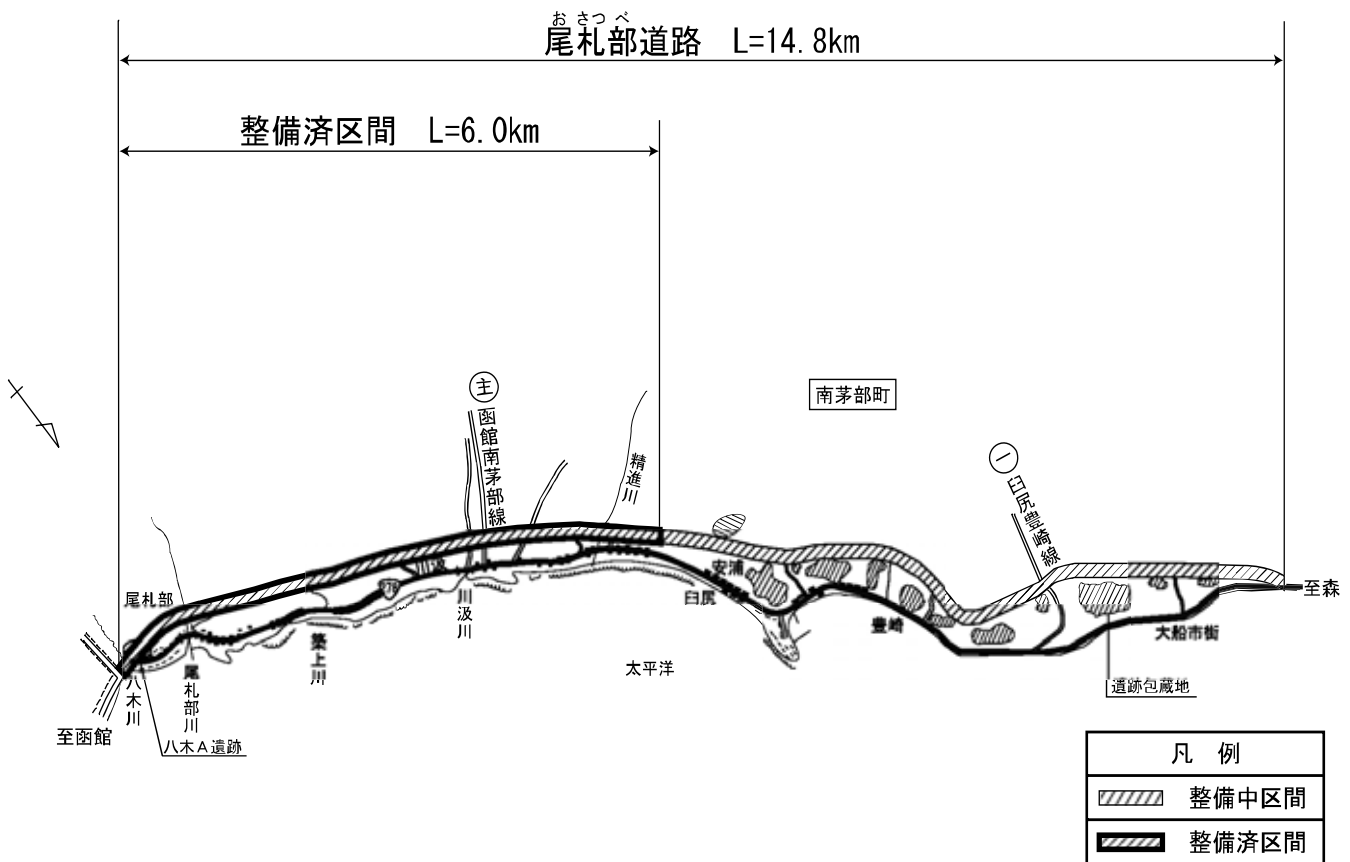 おさつべ
尾札部道路 L=14.8km
整備済区間 L=6.0km
主
函館南茅部線
精進川
南茅部町
一
臼尻豊崎線
尾札部
川汲
安浦
臼尻
豊崎
大船市街
至森
川汲川
築上川
尾札部川
八木川
太平洋
遺跡包蔵地
至函館
八木A遺跡
凡 例
整備中区間
整備済区間